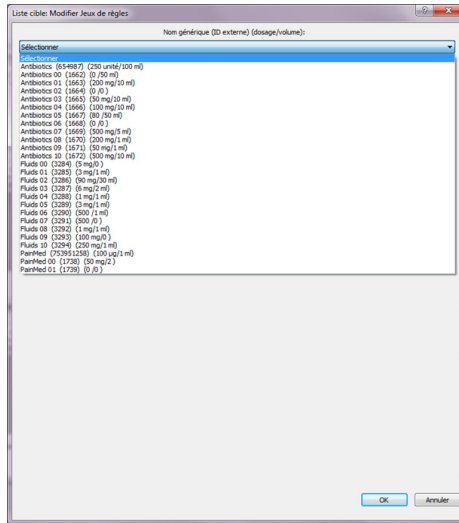 Liste cible: Modifier Jeux de règles
Nom générique (ID externe) (dosage/volume):
Sélectionner
Sélectionner
Antibiotics (654987) (250 unité/100 ml)
Antibiotics 00 (1662) (0 /50 ml)
Antibiotics 01 (1663) (200 mg/10 ml)
Antibiotics 02 (1664) (0 /0 )
Antibiotics 03 (1665) (50 mg/10 ml)
Antibiotics 04 (1666) (100 mg/10 ml)
Antibiotics 05 (1667) (80 /50 ml)
Antibiotics 06 (1668) (0 /0 )
Antibiotics 07 (1669) (500 mg/5 ml)
Antibiotics 08 (1670) (200 mg/1 ml)
Antibiotics 09 (1671) (50 mg/1 ml)
Antibiotics 10 (1672) (500 mg/10 ml)
Fluids 00 (3284) (5 mg/0 )
Fluids 01 (3285) (3 mg/1 ml)
Fluids 02 (3286) (90 mg/30 ml)
Fluids 03 (3287) (6 mg/2 ml)
Fluids 04 (3288) (1 mg/1 ml)
Fluids 05 (3289) (3 mg/1 ml)
Fluids 06 (3290) (500 /1 ml)
Fluids 07 (3291) (500 /0 )
Fluids 08 (3292) (1 mg/1 ml)
Fluids 09 (3293) (100 mg/0 )
Fluids 10 (3294) (250 mg/1 ml)
PainMed (753951258) (100 µg/1 ml)
PainMed 00 (1738) (50 mg/2 )
PainMed 01 (1739) (0 /0 )
OK Annuler